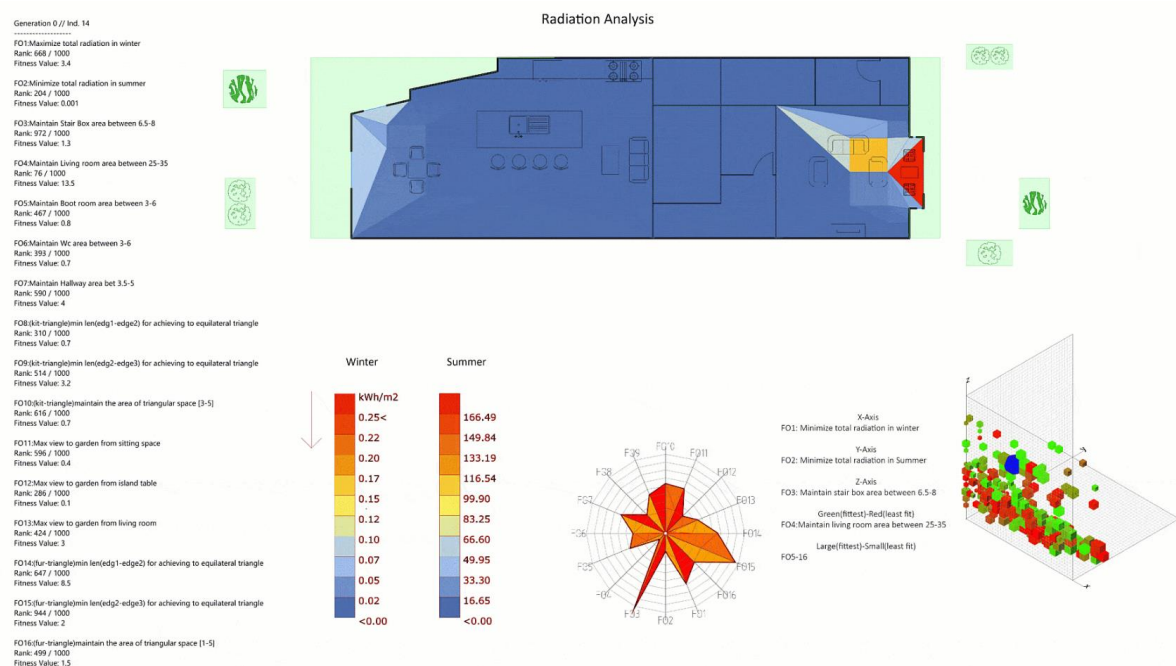 Radiation Analysis
Generation 0 // Ind. 14
-------------------
FO1:Maximize total radiation in winter
Rank: 668 / 1000
Fitness Value: 3.4
FO2:Minimize total radiation in summer
Rank: 204 / 1000
Fitness Value: 0.001
FO3:Maintain Stair Box area between 6.5-8
Rank: 972 / 1000
Fitness Value: 1.3
FO4:Maintain Living room area between 25-35
Rank: 76 / 1000
Fitness Value: 13.5
FO5:Maintain Boot room area between 3-6
Rank: 467 / 1000
Fitness Value: 0.8
FO6:Maintain Wc area between 3-6
Rank: 393 / 1000
Fitness Value: 0.7
FO7:Maintain Hallway area bet 3.5-5
Rank: 590 / 1000
Fitness Value: 4
FO8:(kit-triangle)min len(edg1-edge2) for achieving to equilateral triangle
Rank: 310 / 1000
Fitness Value: 0.7
FO9:(kit-triangle)min len(edg2-edge3) for achieving to equilateral triangle
Rank: 514 / 1000
Fitness Value: 3.2
FO10:(kit-triangle)maintain the area of triangular space [3-5]
Rank: 616 / 1000
Fitness Value: 0.7
FO11:Max view to garden from sitting space
Rank: 596 / 1000
Fitness Value: 0.4
FO12:Max view to garden from island table
Rank: 286 / 1000
Fitness Value: 0.1
FO13:Max view to garden from living room
Rank: 424 / 1000
Fitness Value: 3
FO14:(fur-triangle)min len(edg1-edge2) for achieving to equilateral triangle
Rank: 647 / 1000
Fitness Value: 8.5
FO15:(fur-triangle)min len(edg2-edge3) for achieving to equilateral triangle
Rank: 944 / 1000
Fitness Value: 2
FO16:(fur-triangle)maintain the area of triangular space [1-5]
Rank: 499 / 1000
Fitness Value: 1.5
Winter
kWh/m2
0.25<
0.22
0.20
0.17
0.15
0.12
0.10
0.07
0.05
0.02
<0.00
Summer
166.49
149.84
133.19
116.54
99.90
83.25
66.60
49.95
33.30
16.65
<0.00
FO10
FO11
FO12
FO13
FO14
FO15
FO16
FO1
FO2
FO3
FO4
FO5
FO6
FO7
FO8
FO9
X-Axis
FO1: Minimize total radiation in winter
Y-Axis
FO2: Minimize total radiation in Summer
Z-Axis
FO3: Maintain stair box area between 6.5-8
Green(fittest)-Red(least fit)
FO4:Maintain living room area between 25-35
Large(fittest)-Small(least fit)
FO5-16